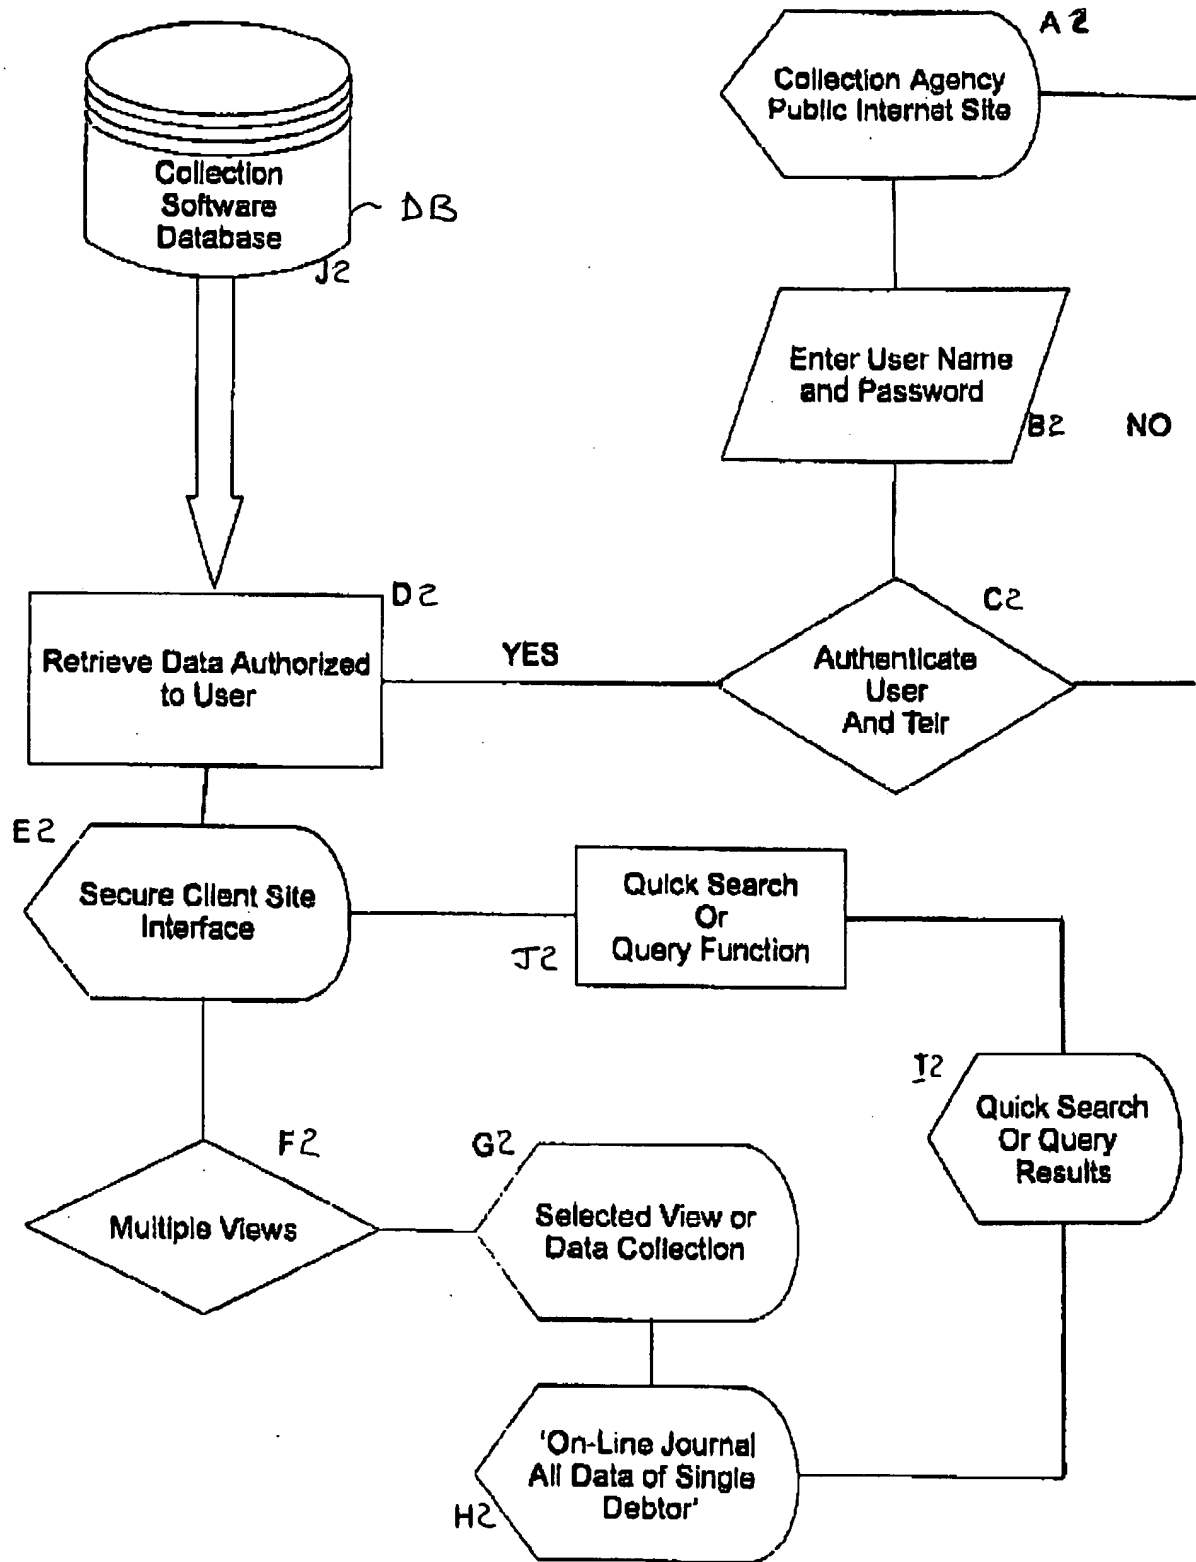 A2
Collection Agency
Public Internet Site
Collection
Software
Database
DB
J2
Enter User Name
and Password
B2
NO
D2
Retrieve Data Authorized
to User
YES
C2
Authenticate
User
And Teir
E2
Secure Client Site
Interface
Quick Search
Or
Query Function
J2
I2
Quick Search
Or Query
Results
F2
Multiple Views
G2
Selected View or
Data Collection
'On-Line Journal
All Data of Single
Debtor'
H2